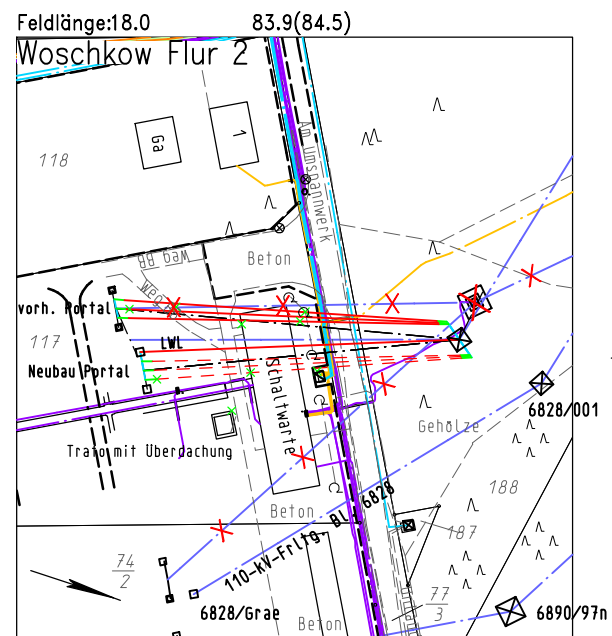 Feldlänge:18.0 83.9(84.5)
Woschkow Flur 2
118
Ga
1
Am Umspannwerk
Weg BB
Beton
Weg
vorh. Portal
117
LWL
Neubau Portal
Schaltwarte
6828/001
Gehölze
Trafo mit Überdachung
188
Beton
110-kV-Frltg. Bl. 6828
187
74
2
77
3
6828/Grae
Beton
6890/97n